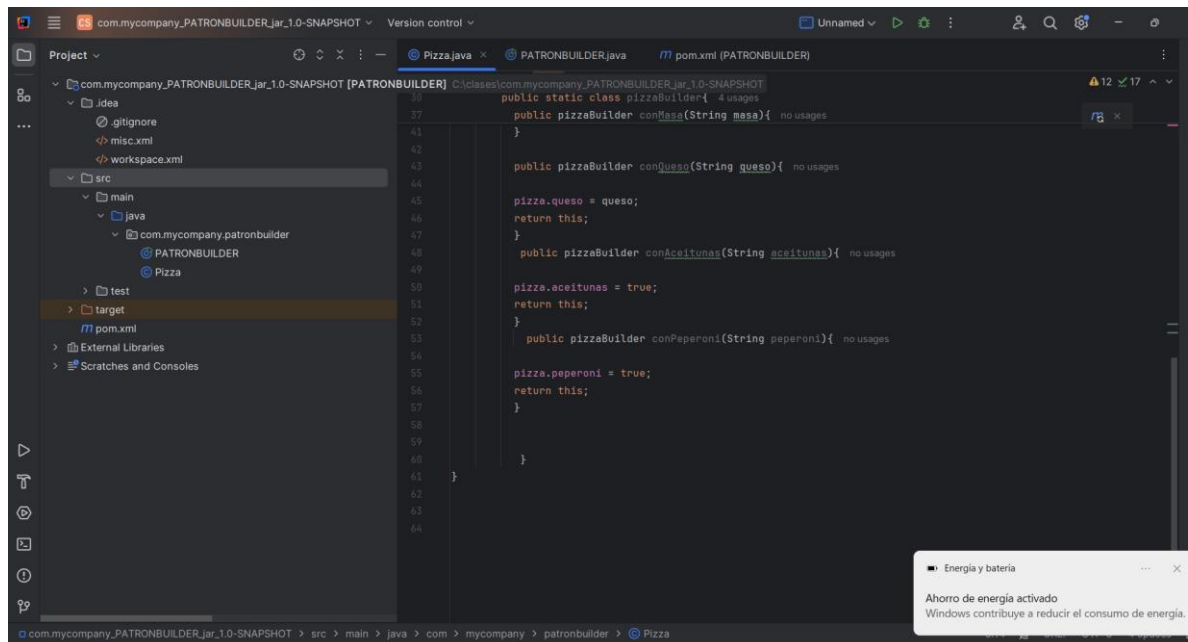 CS com.mycompany_PATRONBUILDER_jar_1.0-SNAPSHOT Version control Unnamed
Project Pizza.java PATRONBUILDER.java pom.xml (PATRONBUILDER)
com.mycompany_PATRONBUILDER_jar_1.0-SNAPSHOT [PATRONBUILDER] C:\clases\com.mycompany_PATRONBUILDER_jar_1.0-SNAPSHOT
12 17
.idea
.gitignore
misc.xml
workspace.xml
src
main
java
com.mycompany.patronbuilder
PATRONBUILDER
Pizza
test
target
pom.xml
External Libraries
Scratches and Consoles
public static class pizzaBuilder{ 4 usages
37 public pizzaBuilder conMasa(String masa){ no usages
41 }
42
43 public pizzaBuilder conQueso(String queso){ no usages
44
45 pizza.queso = queso;
46 return this;
47 }
48 public pizzaBuilder conAceitunas(String aceitunas){ no usages
49
50 pizza.aceitunas = true;
51 return this;
52 }
53 public pizzaBuilder conPeperoni(String peperoni){ no usages
54
55 pizza.peperoni = true;
56 return this;
57 }
58
59
60 }
61 }
62
63
64
Energía y batería
Ahorro de energía activado
Windows contribuye a reducir el consumo de energía.
com.mycompany_PATRONBUILDER_jar_1.0-SNAPSHOT > src > main > java > com > mycompany > patronbuilder > Pizza